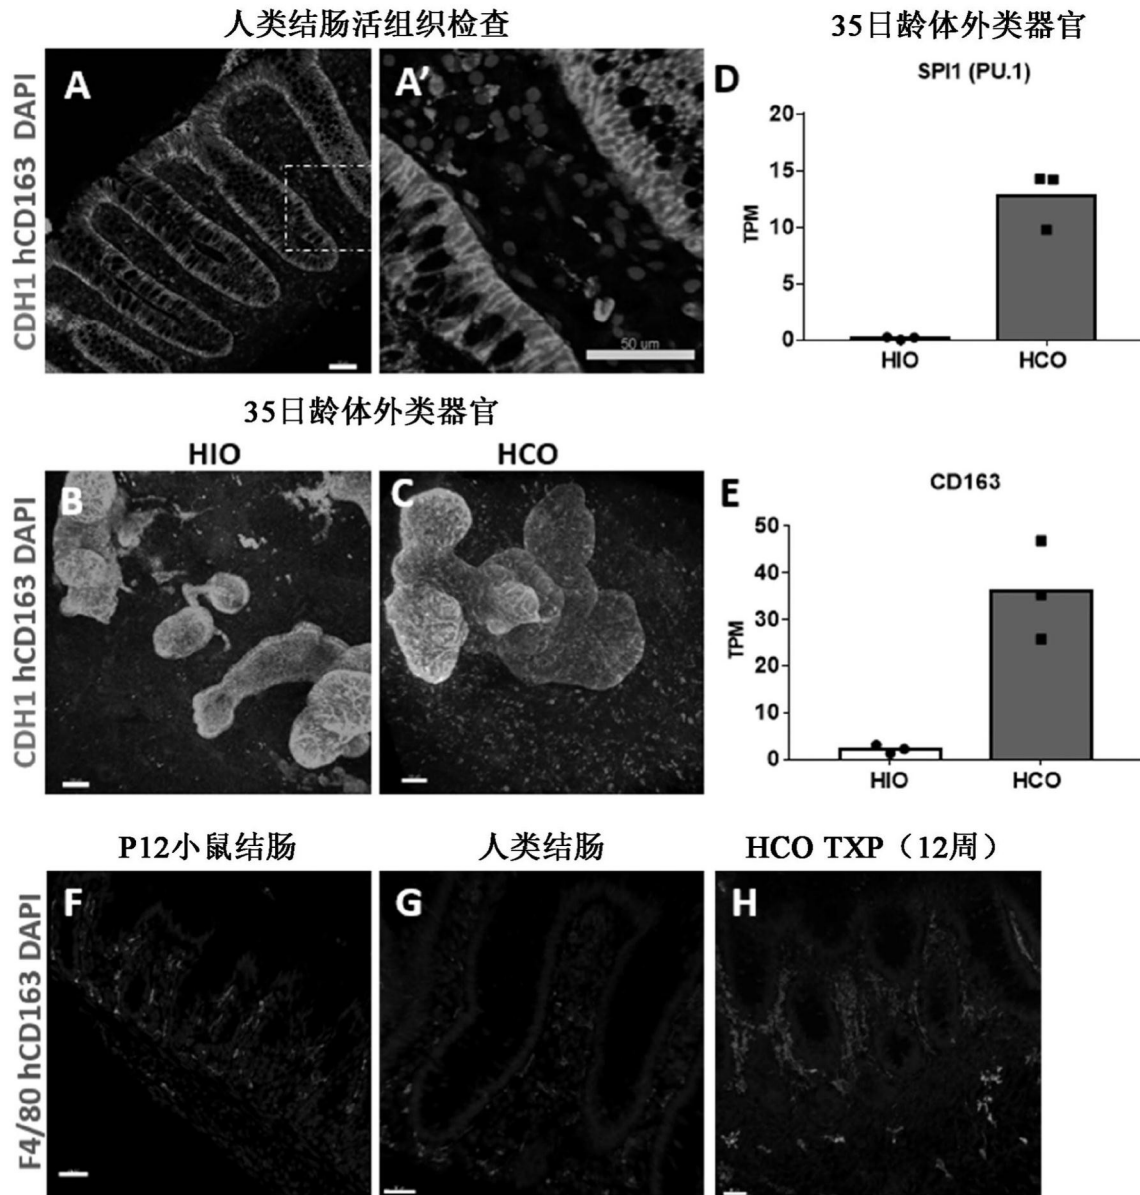 人类结肠活组织检查
CDH1 hCD163 DAPI
A
A'
50 um
35日龄体外类器官
D
SPI1 (PU.1)
TPM
20
15
10
5
0
HIO
HCO
35日龄体外类器官
HIO
HCO
CDH1 hCD163 DAPI
B
C
E
CD163
TPM
50
40
30
20
10
0
HIO
HCO
P12小鼠结肠
人类结肠
HCO TXP（12周）
F4/80 hCD163 DAPI
F
G
H